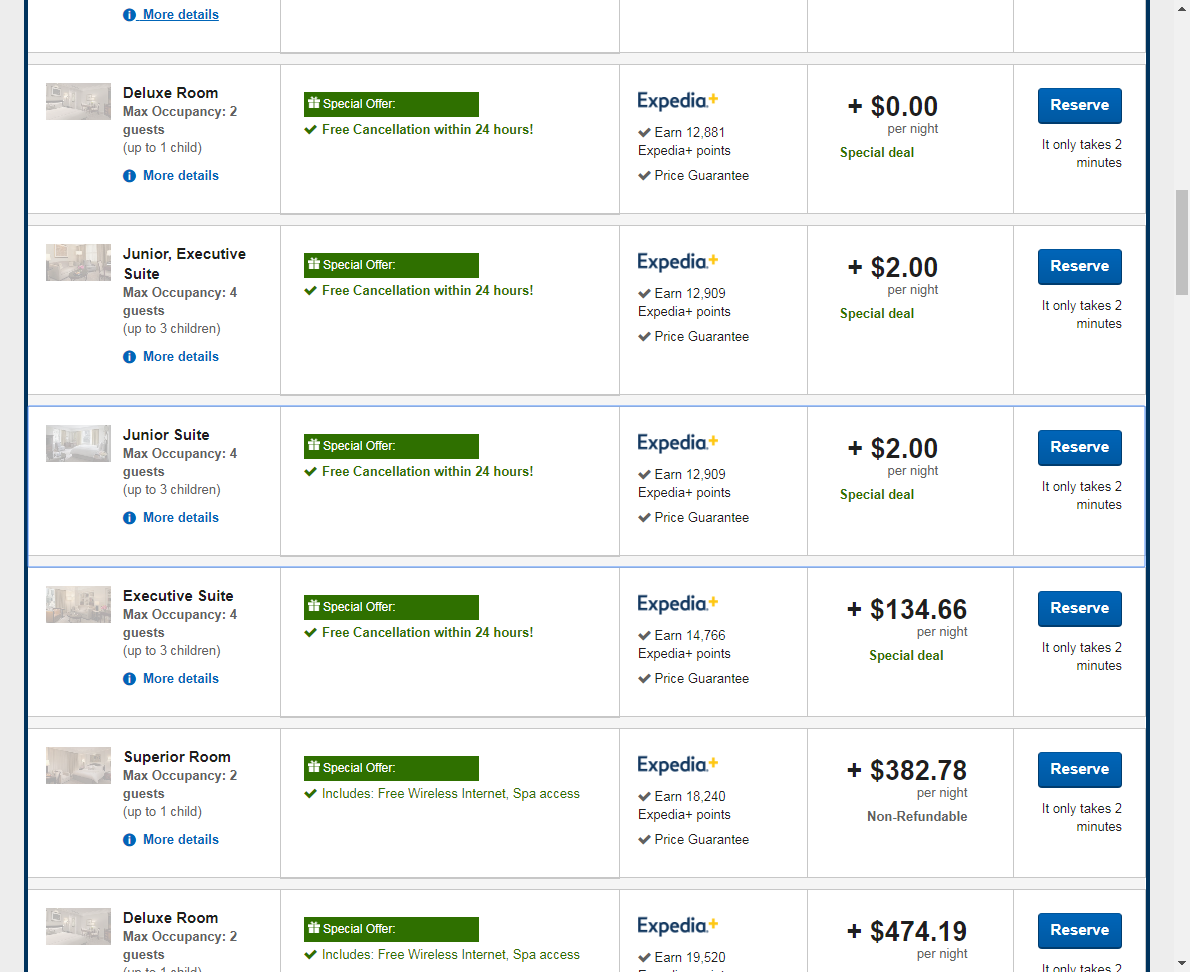 More details
Deluxe Room
Max Occupancy: 2
guests
(up to 1 child)
More details
Special Offer:
Free Cancellation within 24 hours!
Expedia+
Earn 12,881
Expedia+ points
Price Guarantee
+ $0.00
per night
Special deal
Reserve
It only takes 2
minutes
Junior, Executive
Suite
Max Occupancy: 4
guests
(up to 3 children)
More details
Special Offer:
Free Cancellation within 24 hours!
Expedia+
Earn 12,909
Expedia+ points
Price Guarantee
+ $2.00
per night
Special deal
Reserve
It only takes 2
minutes
Junior Suite
Max Occupancy: 4
guests
(up to 3 children)
More details
Special Offer:
Free Cancellation within 24 hours!
Expedia+
Earn 12,909
Expedia+ points
Price Guarantee
+ $2.00
per night
Special deal
Reserve
It only takes 2
minutes
Executive Suite
Max Occupancy: 4
guests
(up to 3 children)
More details
Special Offer:
Free Cancellation within 24 hours!
Expedia+
Earn 14,766
Expedia+ points
Price Guarantee
+ $134.66
per night
Special deal
Reserve
It only takes 2
minutes
Superior Room
Max Occupancy: 2
guests
(up to 1 child)
More details
Special Offer:
Includes: Free Wireless Internet, Spa access
Expedia+
Earn 18,240
Expedia+ points
Price Guarantee
+ $382.78
per night
Non-Refundable
Reserve
It only takes 2
minutes
Deluxe Room
Max Occupancy: 2
guests
(up to 1 child)
Special Offer:
Includes: Free Wireless Internet, Spa access
Expedia+
Earn 19,520
+ $474.19
per night
Reserve
It only takes 2